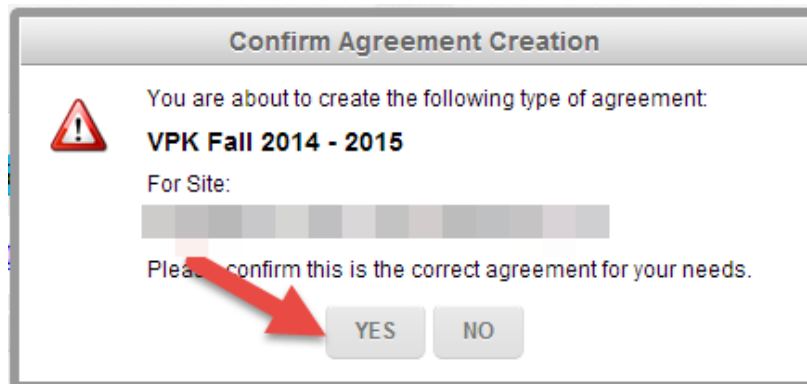 Confirm Agreement Creation
You are about to create the following type of agreement:
VPK Fall 2014 - 2015
For Site:
Please confirm this is the correct agreement for your needs.
YES NO